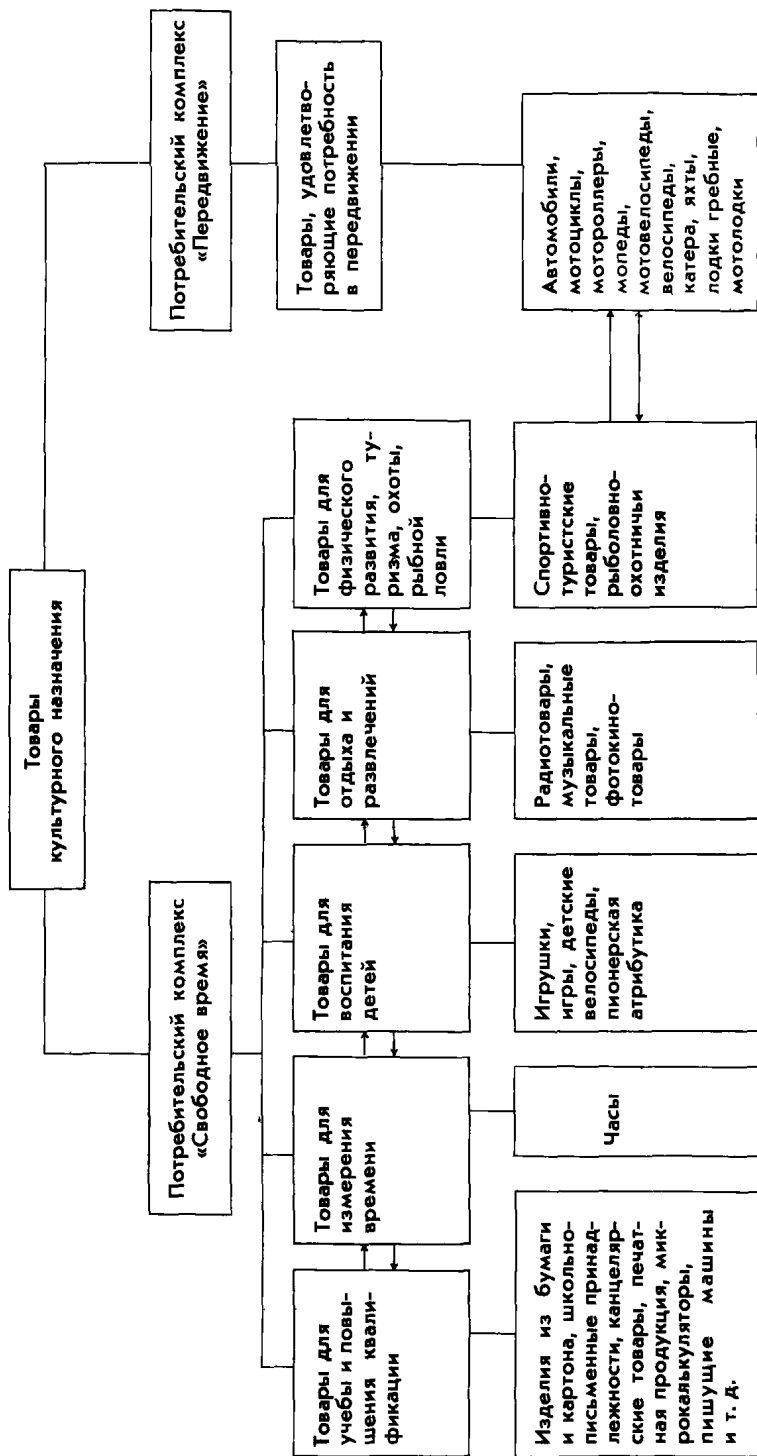 Товары
культурного назначения
Потребительский комплекс
«Свободное время»
Потребительский комплекс
«Передвижение»
Товары для
учебы и повы-
шения квали-
фикации
Товары для
измерения
времени
Товары для
воспитания
детей
Товары для
отдыха и
развлечений
Товары для
физического
развития, ту-
ризма, охоты,
рыбной
ловли
Товары, удовлетво-
ряющие потребность
в передвижении
Изделия из бумаги
и картона, школьно-
письменные принад-
лежности, канцеляр-
ские товары, печат-
ная продукция, мик-
рокалькуляторы,
пишущие машины
и т. д.
Часы
Игрушки,
игры, детские
велосипеды,
пионерская
атрибутика
Радиотовары,
музыкальные
товары,
фотокино-
товары
Спортивно-
туристские
товары,
рыболовно-
охотничьи
изделия
Автомобили,
мотоциклы,
мотороллеры,
мопеды,
мотовелосипеды,
велосипеды,
катера, яхты,
лодки гребные,
мотолодки